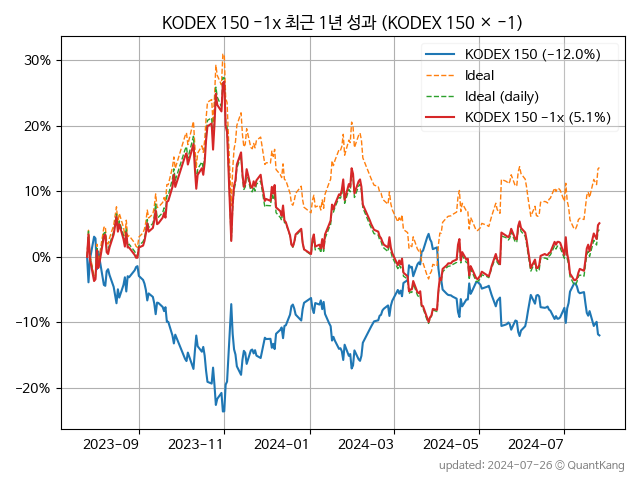 KODEX 150 −1x 최근 1년 성과 (KODEX 150 × −1)
KODEX 150 (−12.0%)
Ideal
Ideal (daily)
KODEX 150 −1x (5.1%)
30%
20%
10%
0%
−10%
−20%
2023−09
2023−11
2024−01
2024−03
2024−05
2024−07
updated: 2024−07−26 © QuantKang